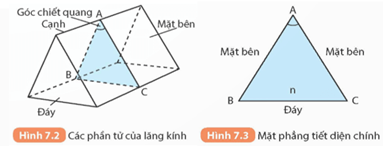 Góc chiết quang
A
Cạnh
Mặt bên
B
C
Đáy
Hình 7.2 Các phần tử của lăng kính
A
Mặt bên
Mặt bên
n
B
C
Đáy
Hình 7.3 Mặt phẳng tiết diện chính